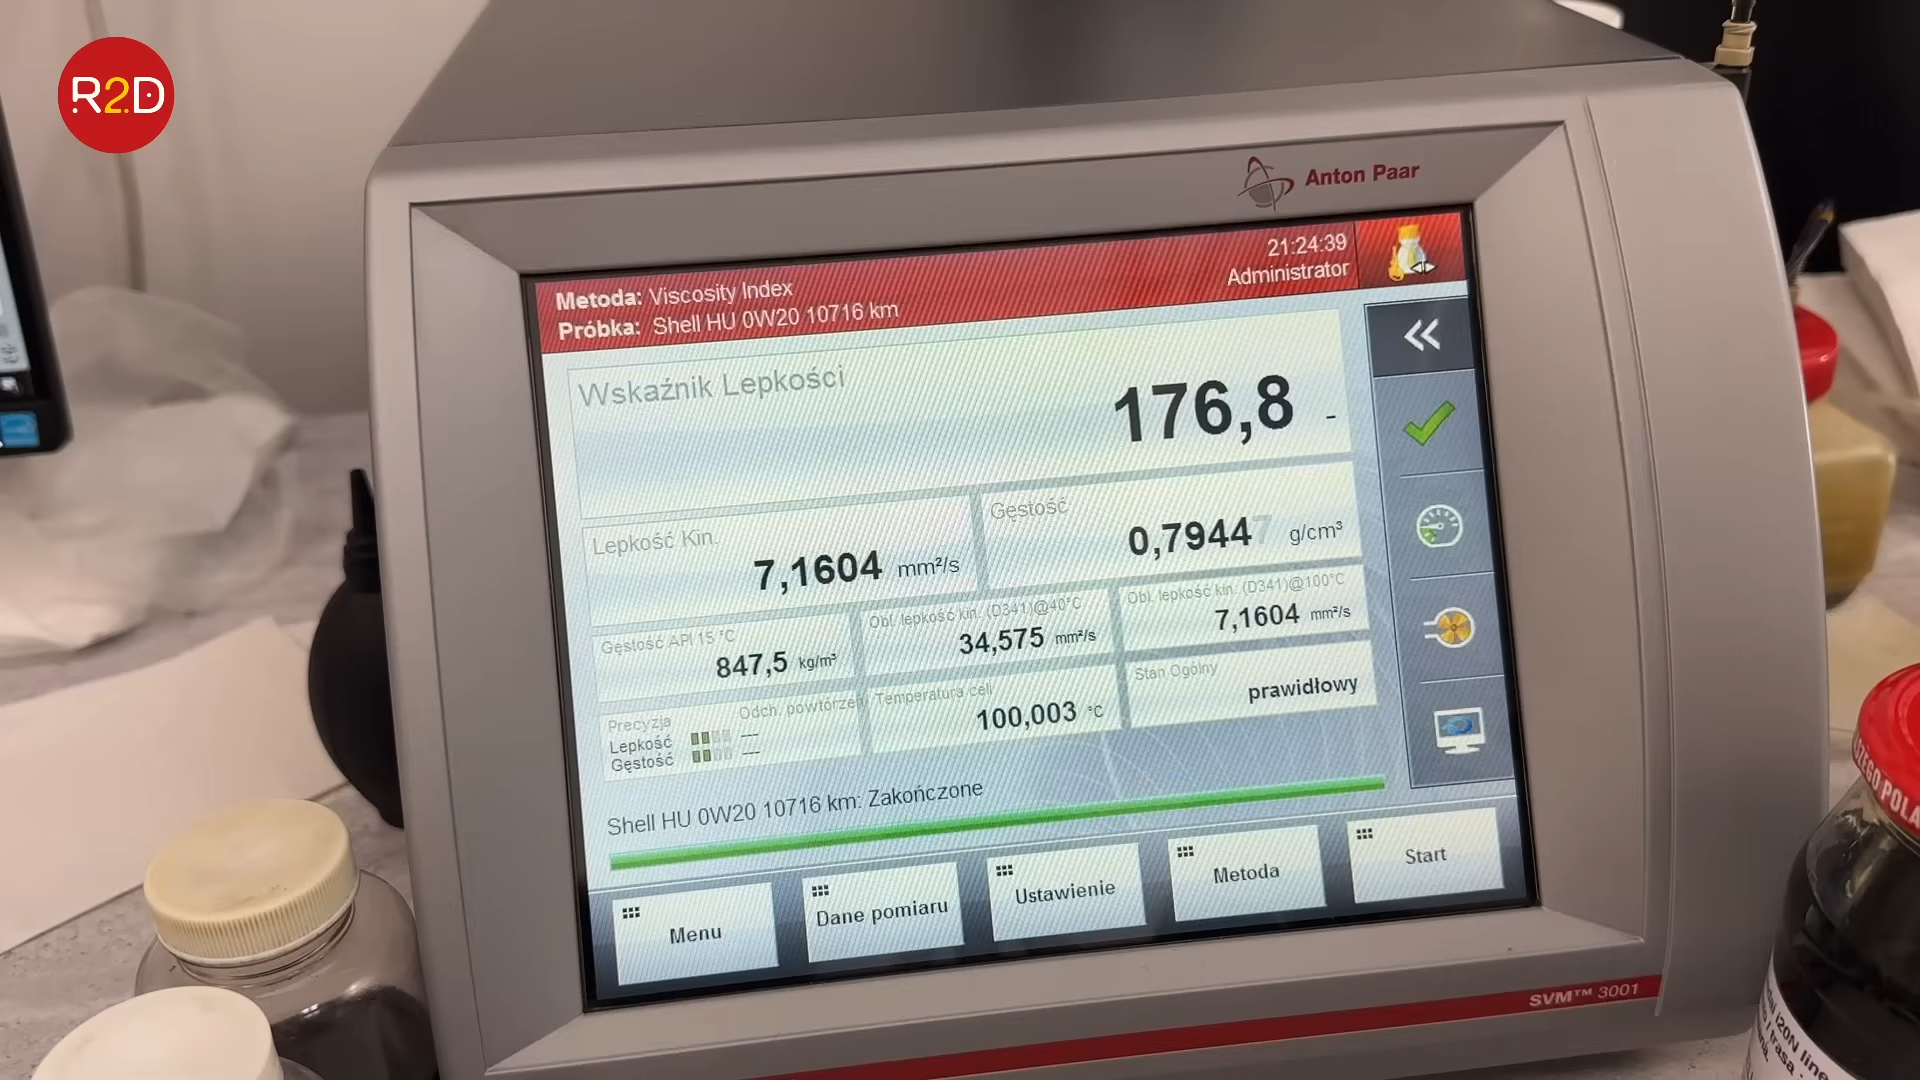 R2D
Anton Paar
21:24:39
Administrator
Metoda: Viscosity Index
Próbka: Shell HU 0W20 10716 km
Wskaźnik Lepkości
176,8 -
Lepkość Kin.
7,1604 mm²/s
Gęstość
0,79447 g/cm³
Gęstość API 15 °C
847,5 kg/m³
Obl. lepkość kin. (D341)@40°C
34,575 mm²/s
Obl. lepkość kin. (D341)@100°C
7,1604 mm²/s
Precyzja
Odch. powtórzeń
Lepkość ---
Gęstość ---
Temperatura celi
100,003 °C
Stan Ogólny
prawidłowy
Shell HU 0W20 10716 km: Zakończone
Menu
Dane pomiaru
Ustawienie
Metoda
Start
SVM™ 3001